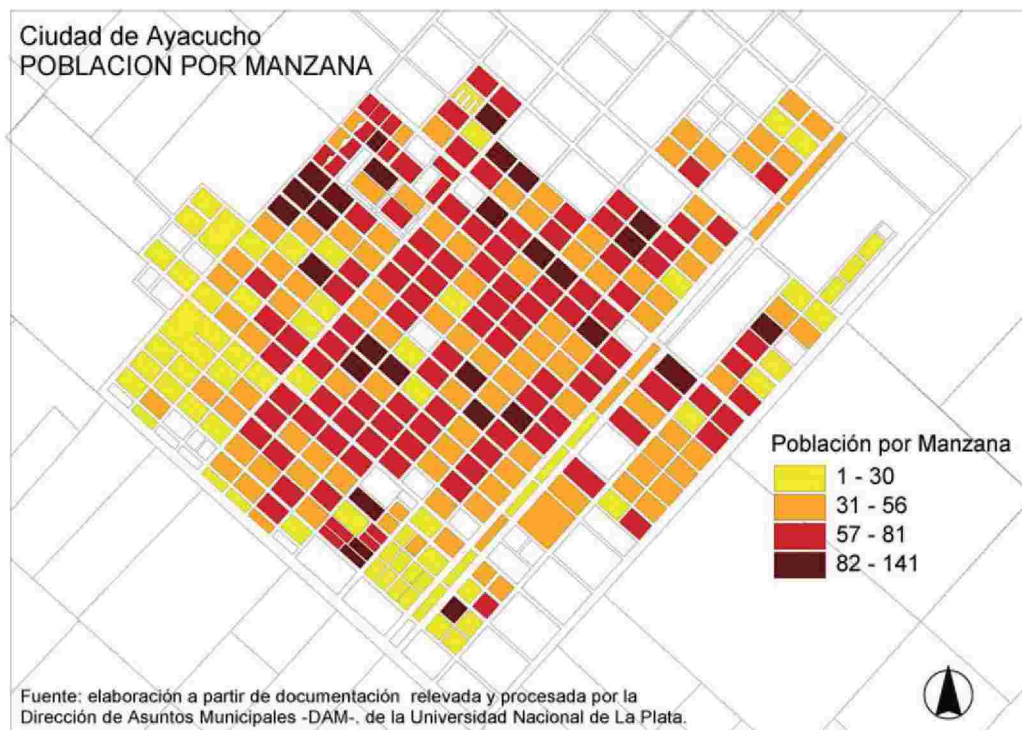 Ciudad de Ayacucho
POBLACION POR MANZANA
Población por Manzana
1 - 30
31 - 56
57 - 81
82 - 141
Fuente: elaboración a partir de documentación relevada y procesada por la
Dirección de Asuntos Municipales -DAM-. de la Universidad Nacional de La Plata.